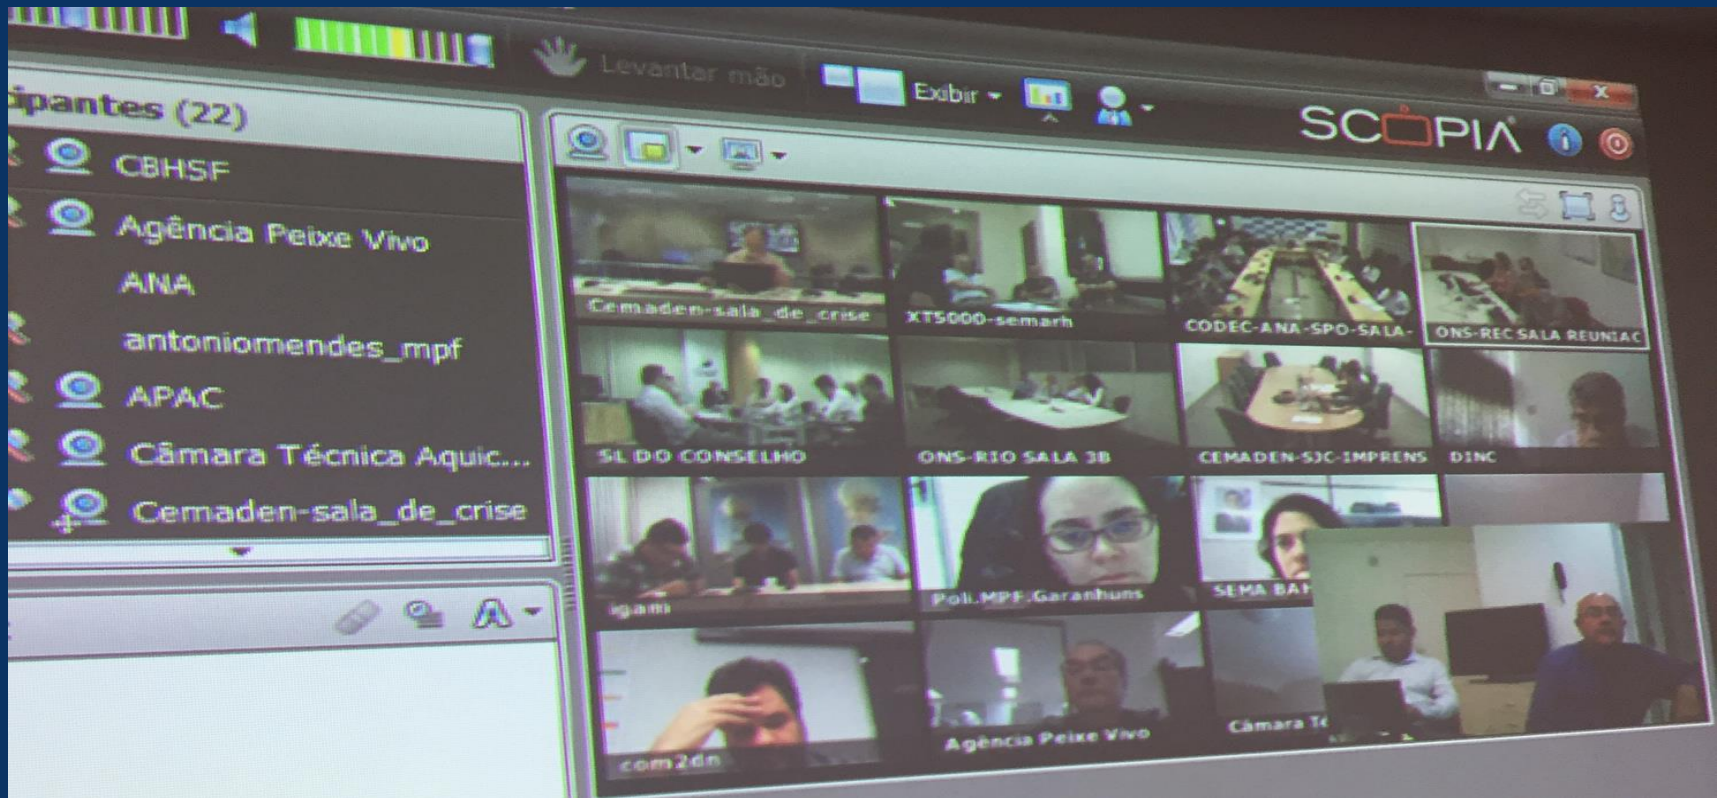 Levantar mão
Exibir
SCOPIA
ipantes (22)
CBHSF
Agência Peixe Vivo
ANA
antoniomendes_mpf
APAC
Câmara Técnica Aquic...
Cemaden-sala_de_crise
Cemaden-sala_de_crise
XT5000-semarh
CODEC-ANA-SPO-SALA-
ONS-REC SALA REUNIAC
SL DO CONSELHO
ONS-RIO SALA 3B
CEMADEN-SJC-IMPRENS
DINC
igam
Poli.MPF.Garanhuns
SEMA BAH
com2dn
Agência Peixe Vivo
Câmara Té